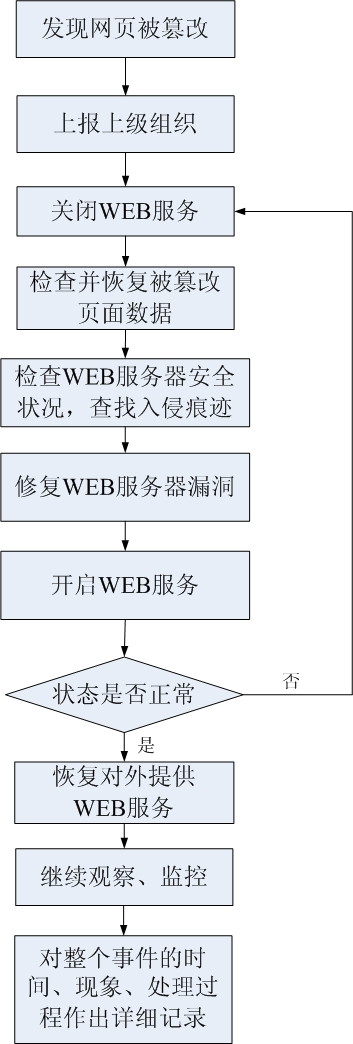 发现网页被篡改
上报上级组织
关闭WEB服务
检查并恢复被篡改
页面数据
检查WEB服务器安全
状况，查找入侵痕迹
修复WEB服务器漏洞
开启WEB服务
状态是否正常
否
是
恢复对外提供
WEB服务
继续观察、监控
对整个事件的时
间、现象、处理过
程作出详细记录